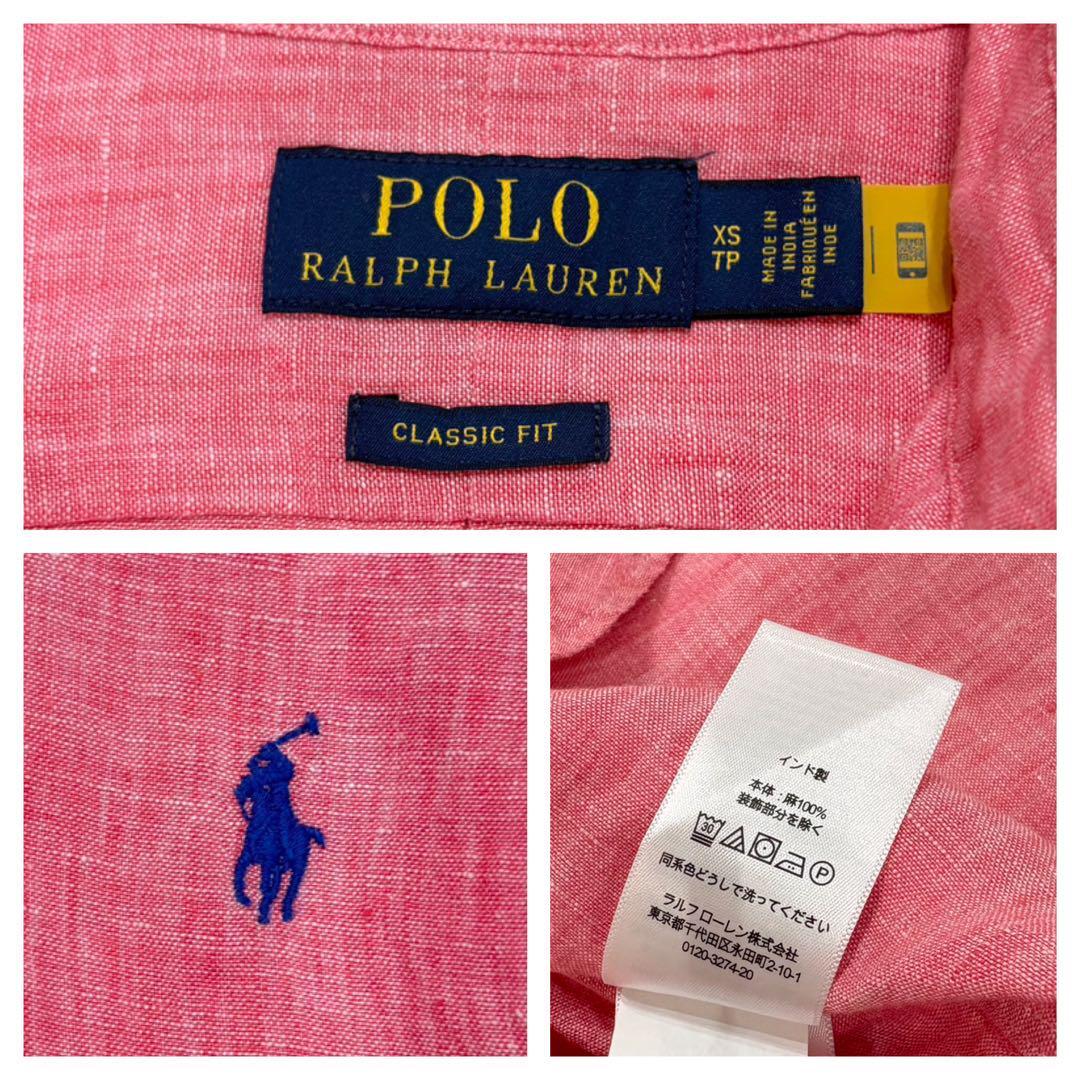 POLO
RALPH LAUREN
XS
TP
MADE IN
INDIA
FABRIQUÉ EN
INDE
CLASSIC FIT
インド製
本体:麻100%
装飾部分を除く
30
P
同系色どうしで洗ってください
ラルフ ローレン株式会社
東京都千代田区永田町2-10-1
0120-3274-20